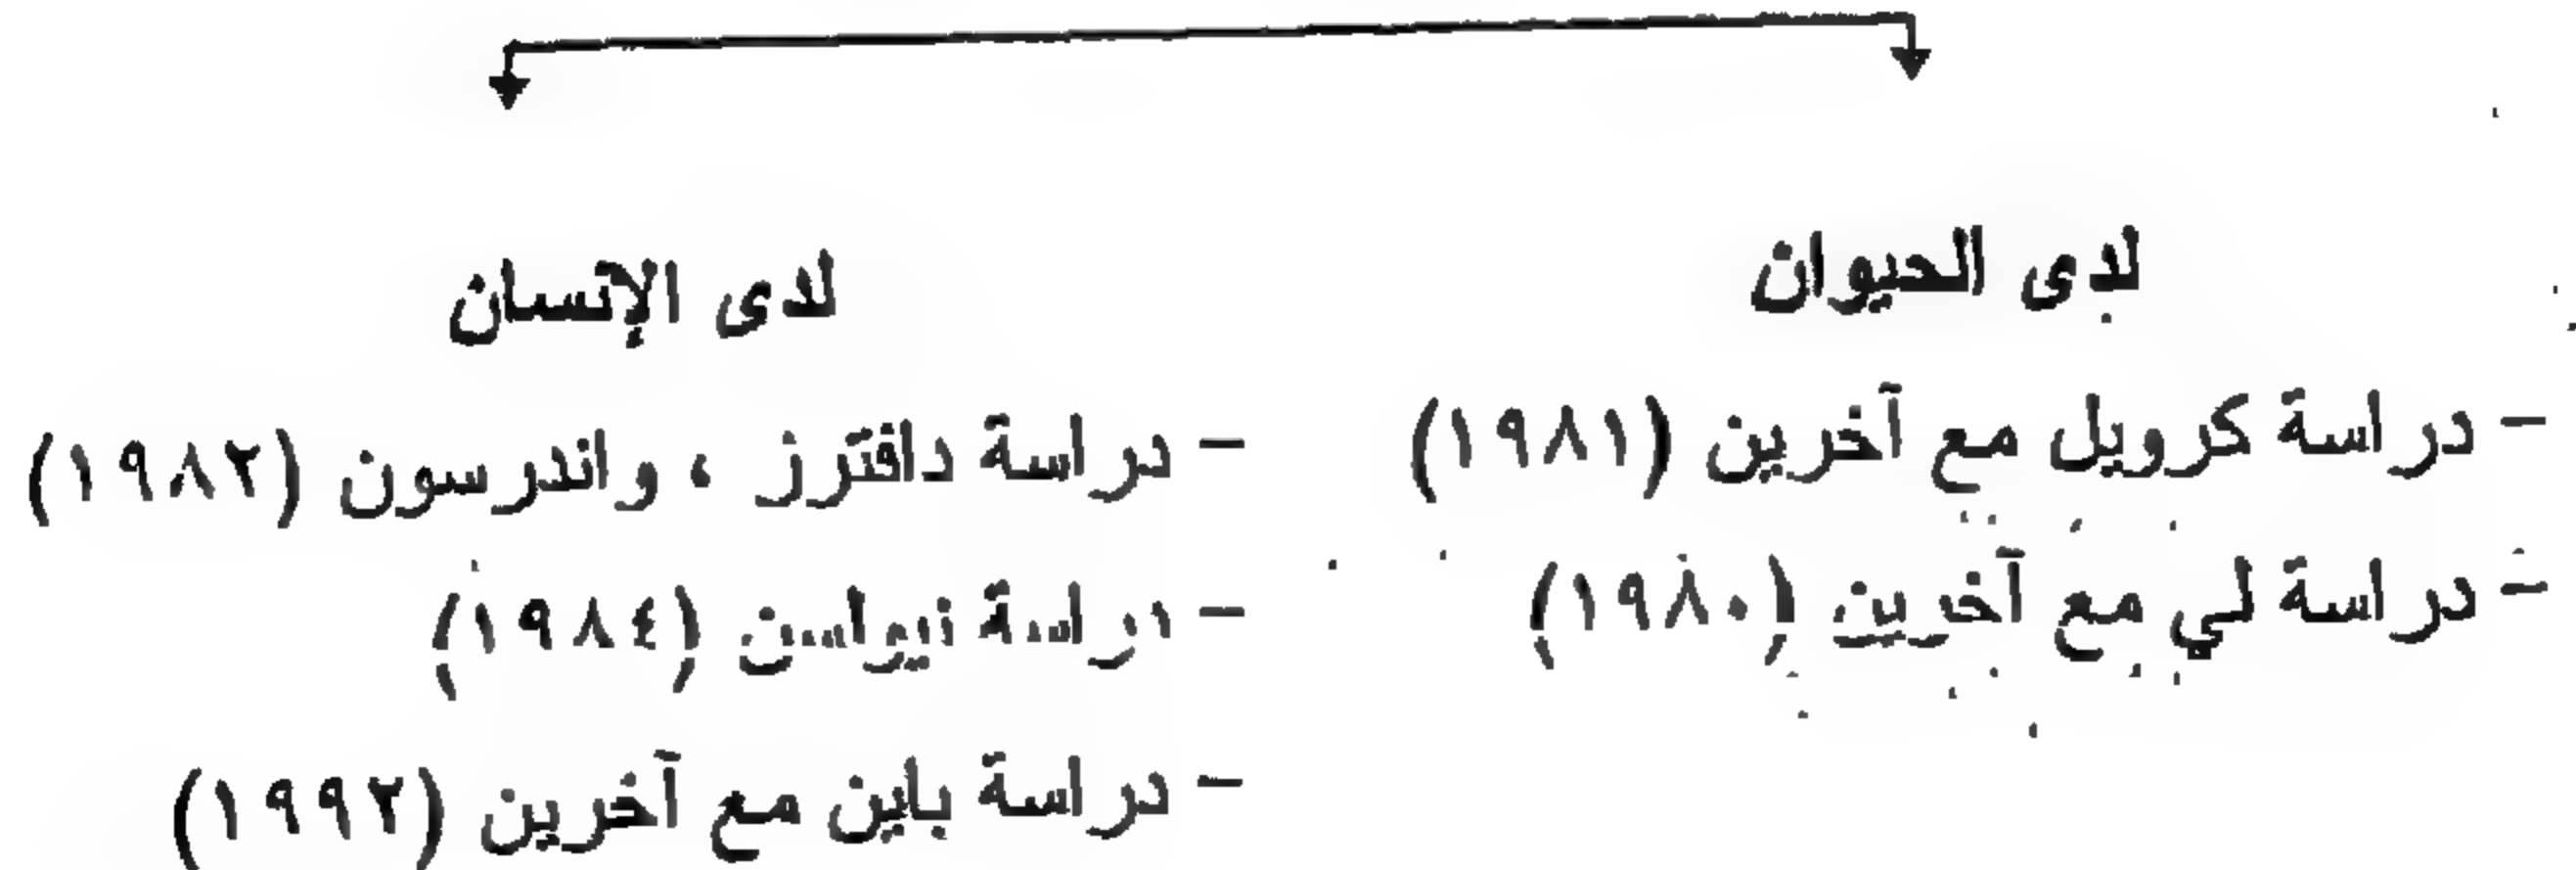 لدى الحيوان
- دراسة كرويل مع آخرين (١٩٨١)
- دراسة لي مع آخرين (١٩٨٠)
لدى الإنسان
- دراسة دافترز ، واندرسون (١٩٨٢)
- دراسة نيولسن (١٩٨٤)
- دراسة باين مع آخرين (١٩٩٢)